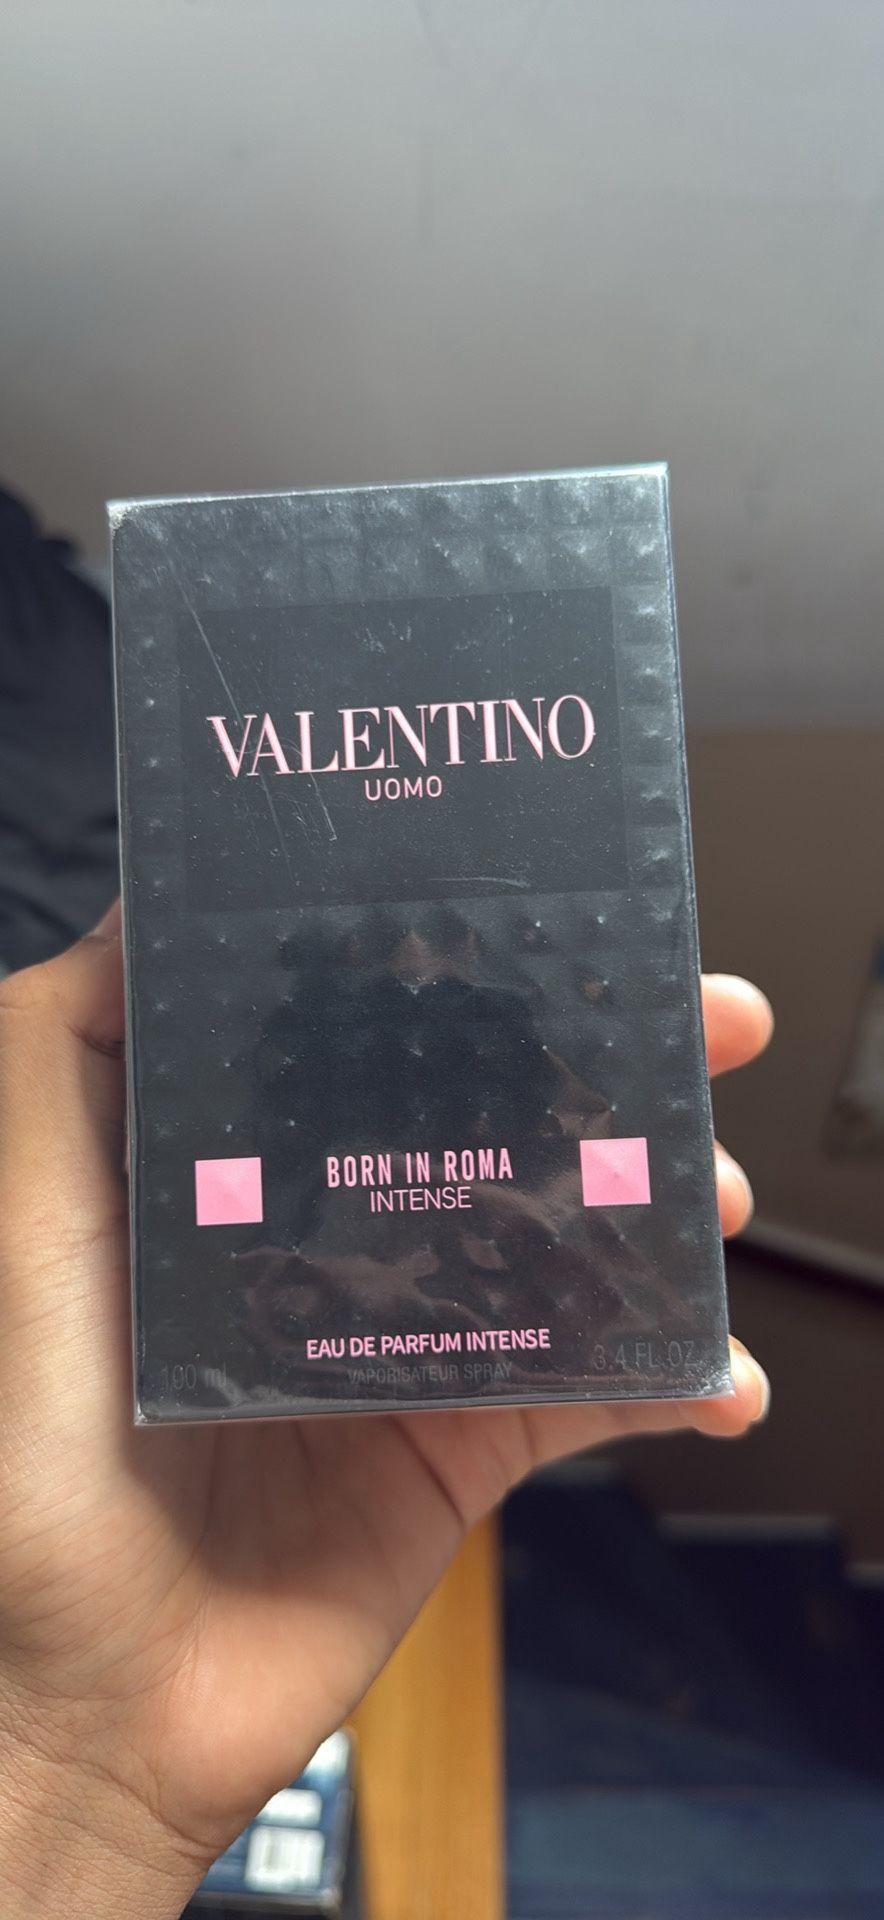 VALENTINO
UOMO
BORN IN ROMA
INTENSE
EAU DE PARFUM INTENSE
100 ml VAPORISATEUR SPRAY 3.4 FL.OZ.